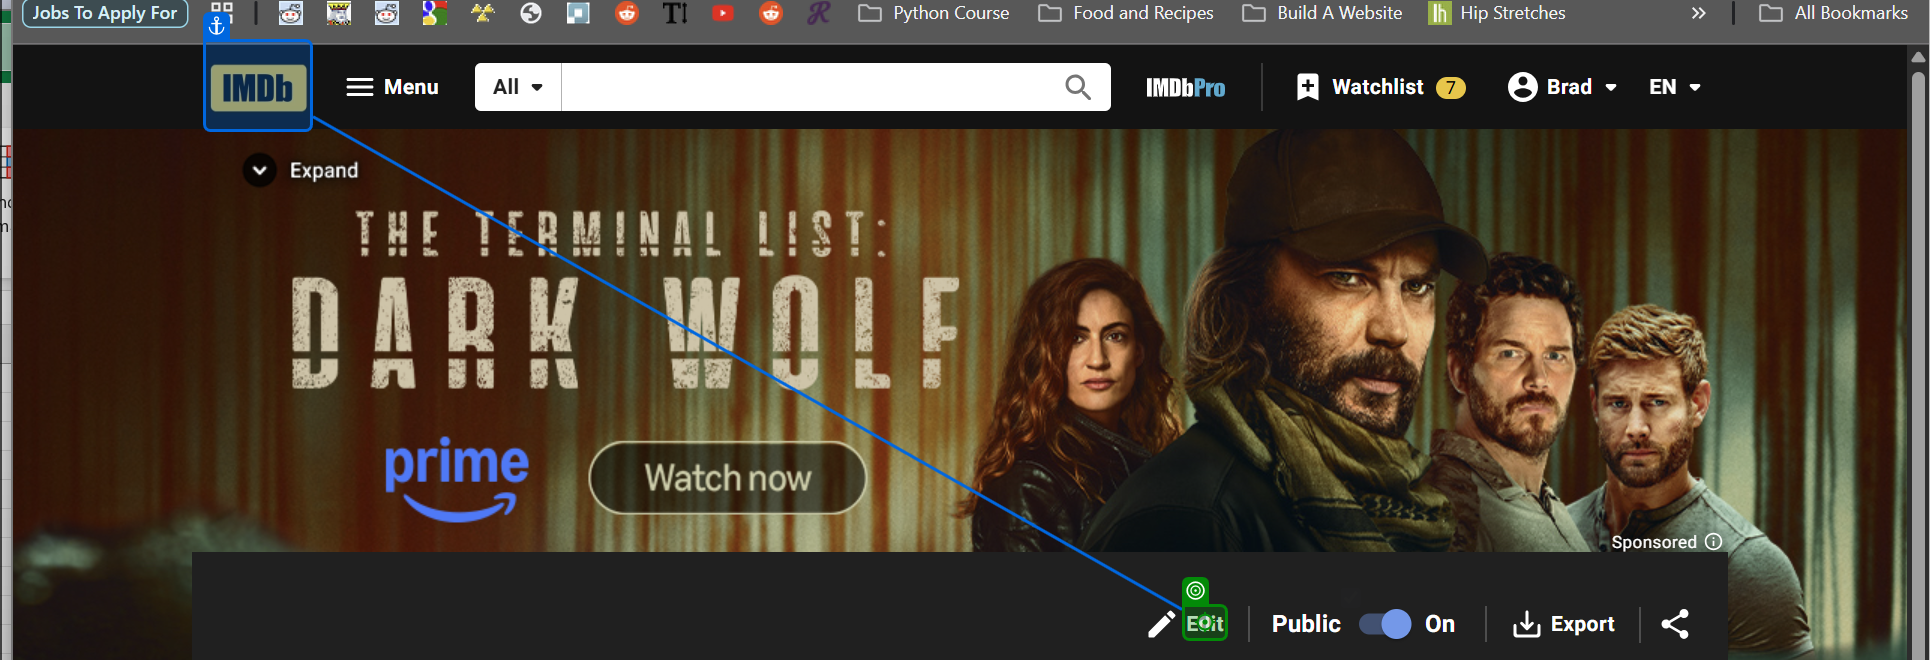 Jobs To Apply For
Python Course
Food and Recipes
Build A Website
lh Hip Stretches
All Bookmarks
IMDb
Menu
All
IMDbPro
Watchlist 7
Brad
EN
Expand
THE TERMINAL LIST:
DARK WOLF
prime
Watch now
Sponsored
Edit
Public
On
Export